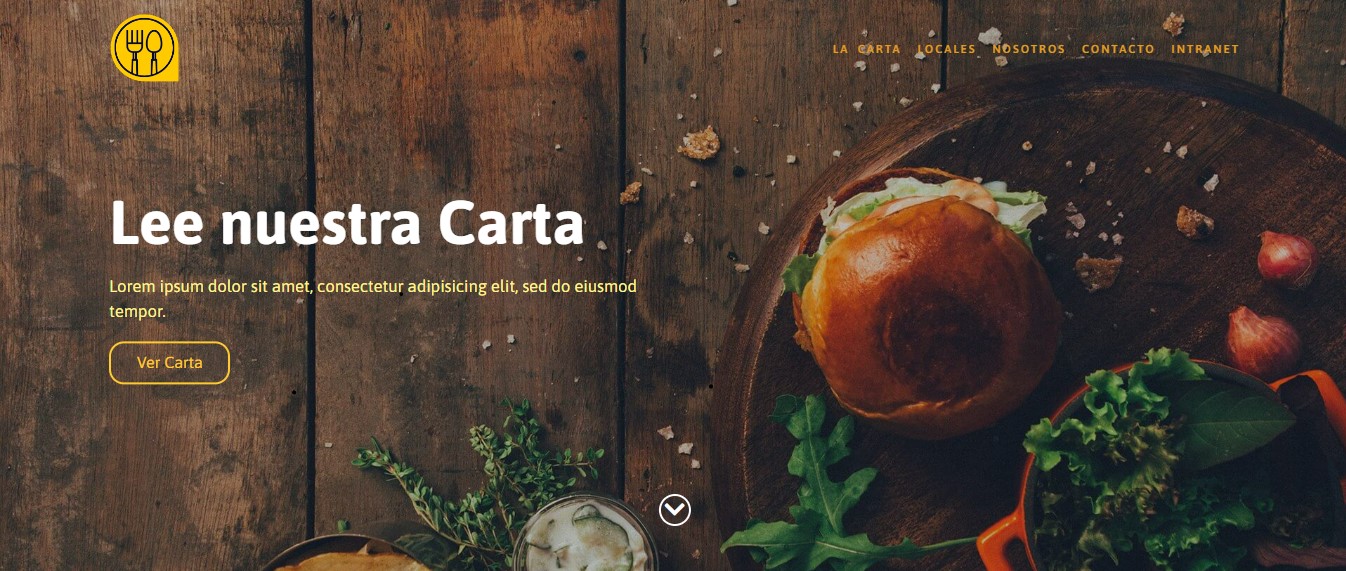 LA CARTA LOCALES NOSOTROS CONTACTO INTRANET
Lee nuestra Carta
Lorem ipsum dolor sit amet, consectetur adipisicing elit, sed do eiusmod
tempor.
Ver Carta